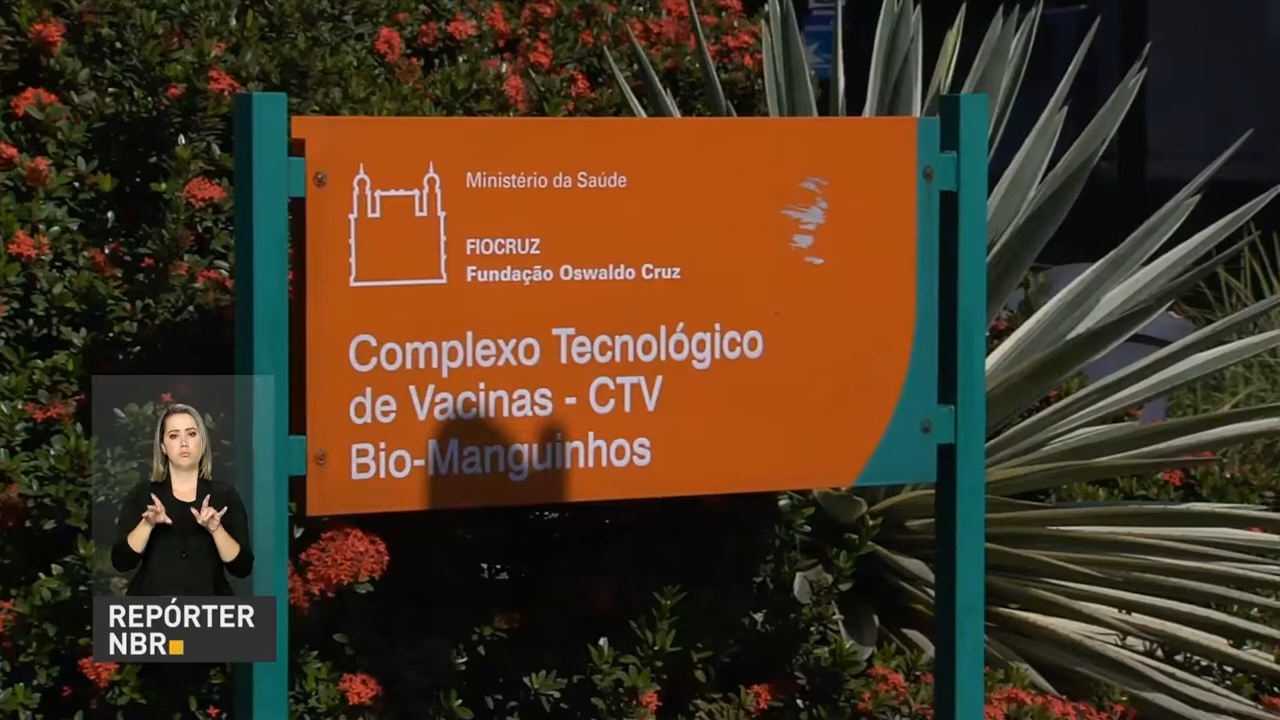 Ministério da Saúde
FIOCRUZ
Fundação Oswaldo Cruz
Complexo Tecnológico
de Vacinas - CTV
Bio-Manguinhos
REPÓRTER
NBR